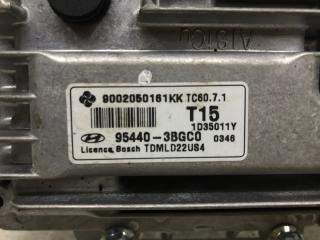 9002050161KK TC60.7.1
T15
1D35011Y
95440-3BGC0 0346
Licence Bosch TDMLD22US4